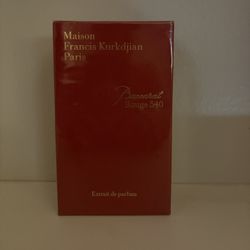 Maison
Francis Kurkdjian
Paris
Baccarat
Rouge 540
Extrait de parfum